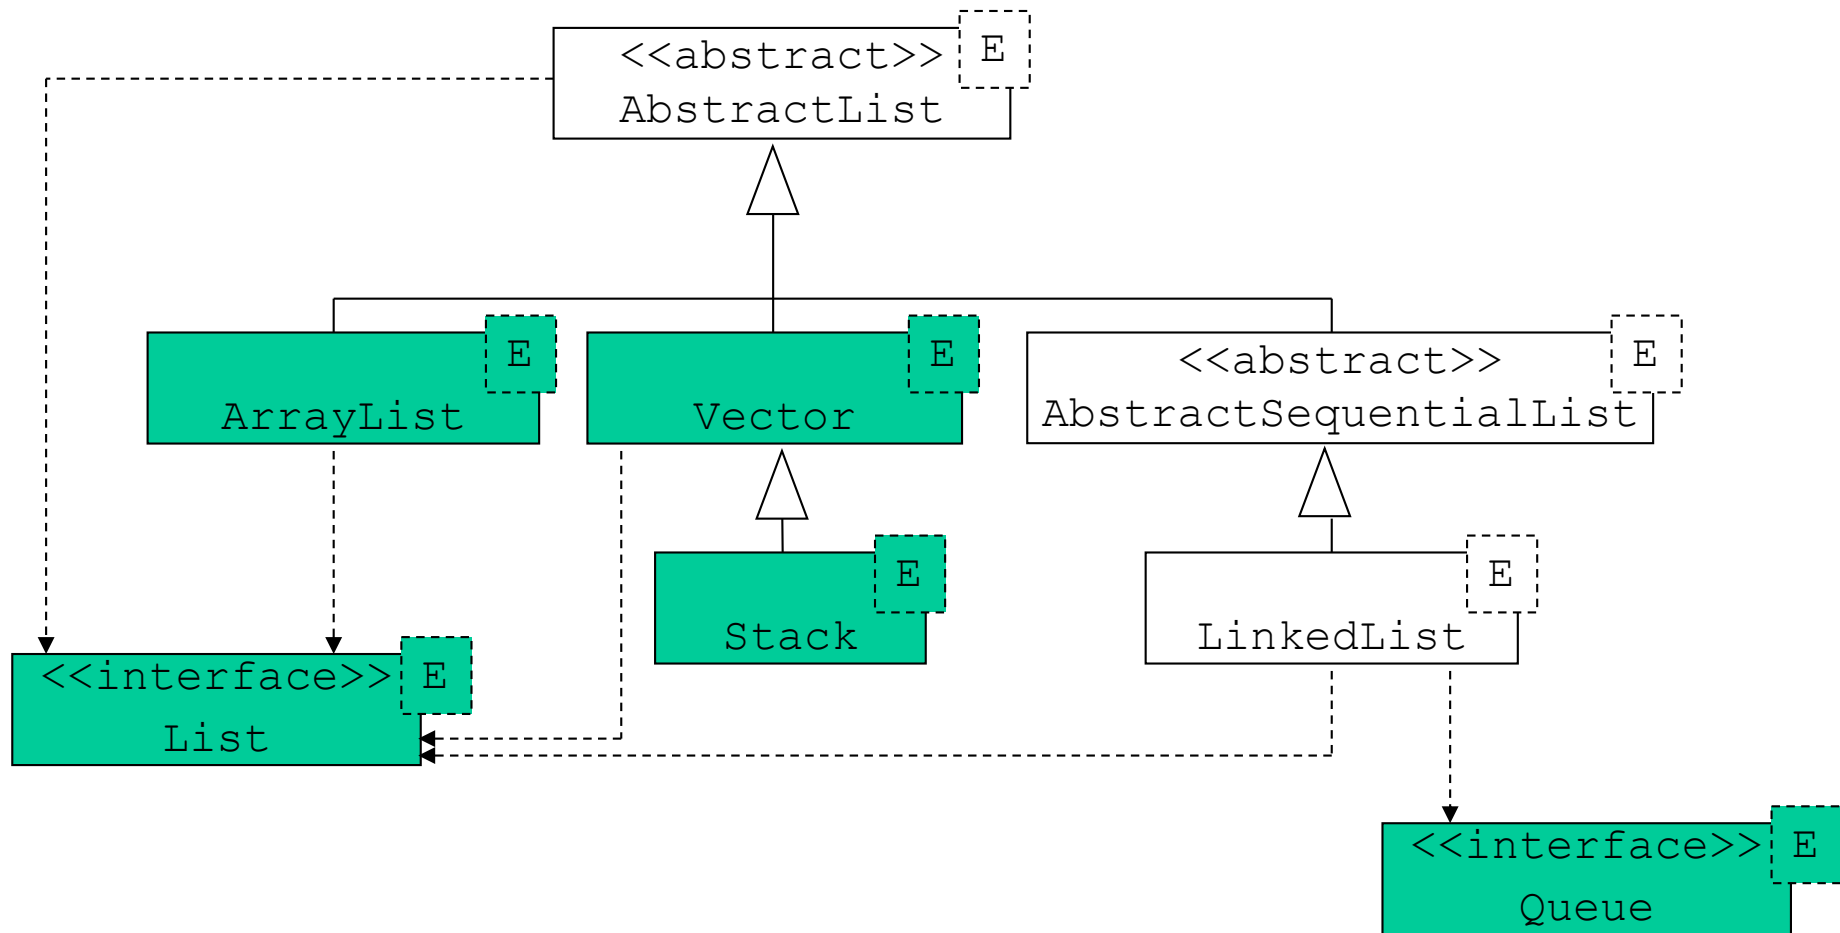 <<abstract>>
AbstractList
E
ArrayList
E
Vector
E
<<abstract>>
AbstractSequentialList
E
Stack
E
LinkedList
E
<<interface>>
List
E
<<interface>>
Queue
E